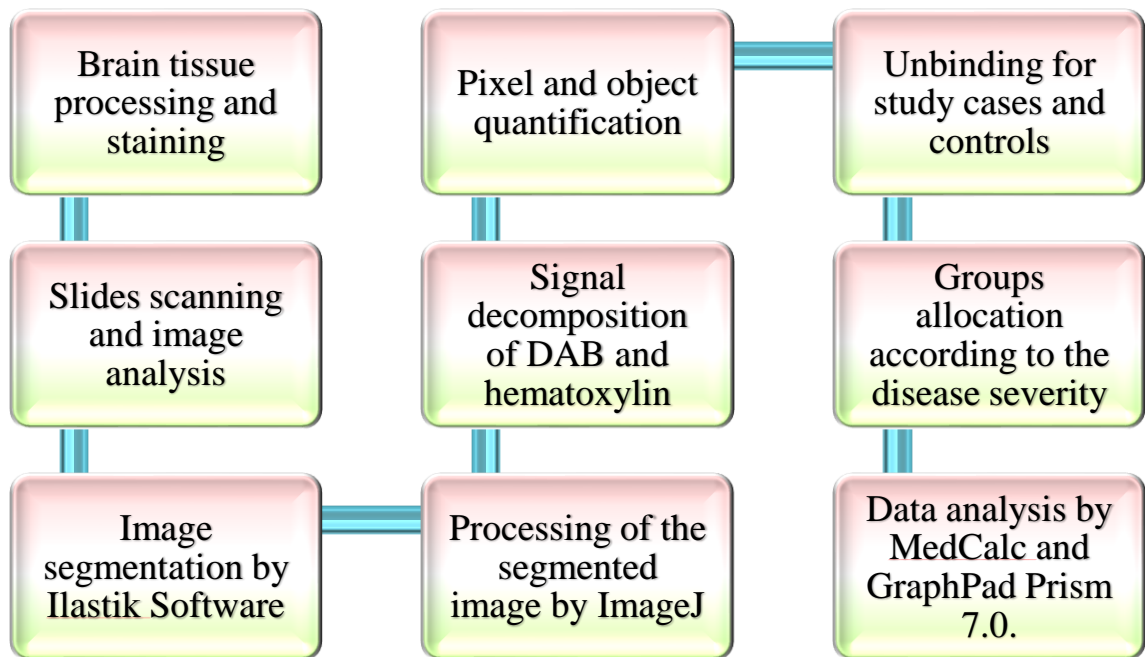 Brain tissue
processing and
staining
Slides scanning
and image
analysis
Image
segmentation by
Ilastik Software
Processing of the
segmented
image by ImageJ
Signal
decomposition
of DAB and
hematoxylin
Pixel and object
quantification
Unbinding for
study cases and
controls
Groups
allocation
according to the
disease severity
Data analysis by
MedCalc and
GraphPad Prism
7.0.